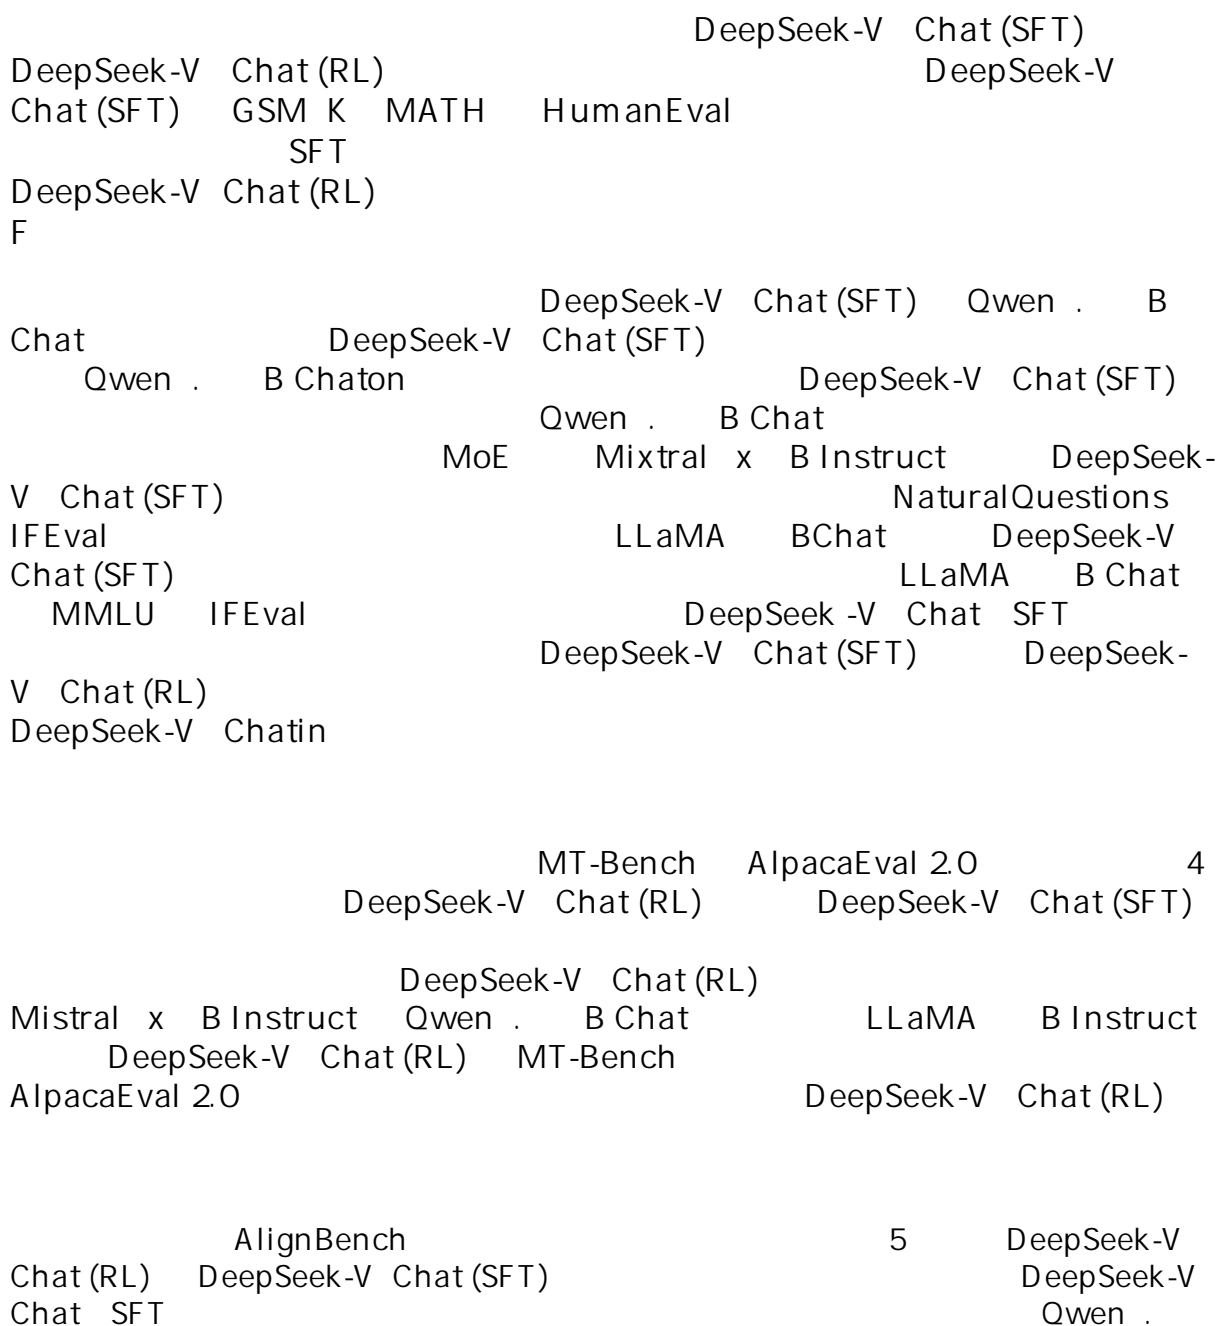 DeepSeek-V Chat (SFT)
DeepSeek-V Chat (RL) DeepSeek-V
Chat (SFT) GSM K MATH HumanEval
SFT
DeepSeek-V Chat (RL)
F
DeepSeek-V Chat (SFT) Qwen . B
Chat DeepSeek-V Chat (SFT)
Qwen . B Chaton DeepSeek-V Chat (SFT)
Qwen . B Chat
MoE Mixtral x B Instruct DeepSeek-
V Chat (SFT) NaturalQuestions
IFEval LLaMA BChat DeepSeek-V
Chat (SFT) LLaMA B Chat
MMLU IFEval DeepSeek -V Chat SFT
DeepSeek-V Chat (SFT) DeepSeek-
V Chat (RL)
DeepSeek-V Chatin
MT-Bench AlpacaEval 2.0 4
DeepSeek-V Chat (RL) DeepSeek-V Chat (SFT)
DeepSeek-V Chat (RL)
Mistral x B Instruct Qwen . B Chat LLaMA B Instruct
DeepSeek-V Chat (RL) MT-Bench
AlpacaEval 2.0 DeepSeek-V Chat (RL)
AlignBench 5 DeepSeek-V
Chat (RL) DeepSeek-V Chat (SFT) DeepSeek-V
Chat SFT Qwen .